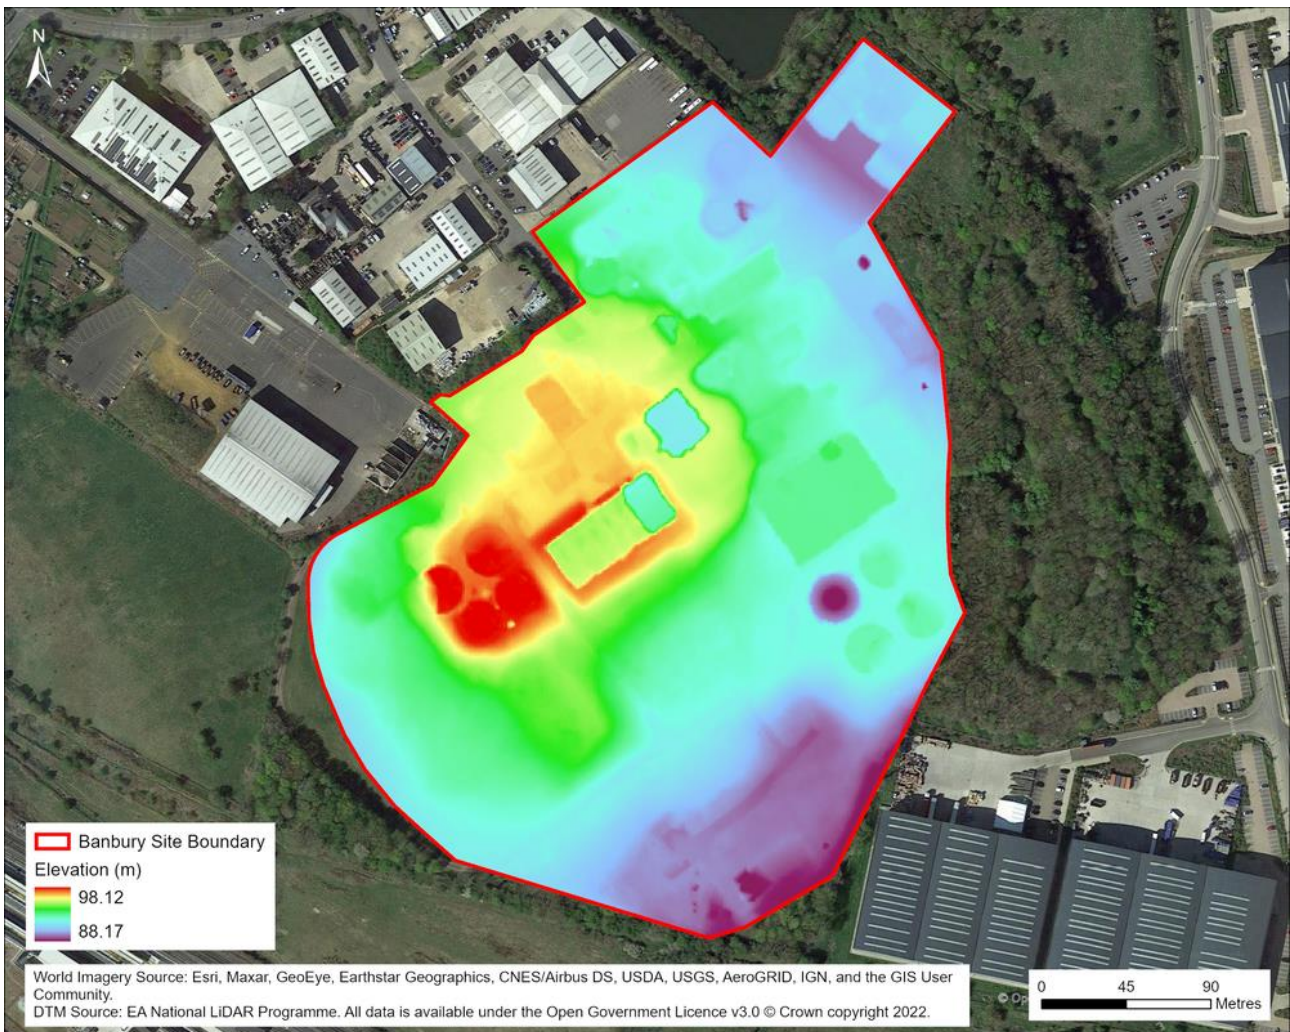 N
Banbury Site Boundary
Elevation (m)
98.12
88.17
World Imagery Source: Esri, Maxar, GeoEye, Earthstar Geographics, CNES/Airbus DS, USDA, USGS, AeroGRID, IGN, and the GIS User
Community.
DTM Source: EA National LiDAR Programme. All data is available under the Open Government Licence v3.0 © Crown copyright 2022.
0 45 90
Metres